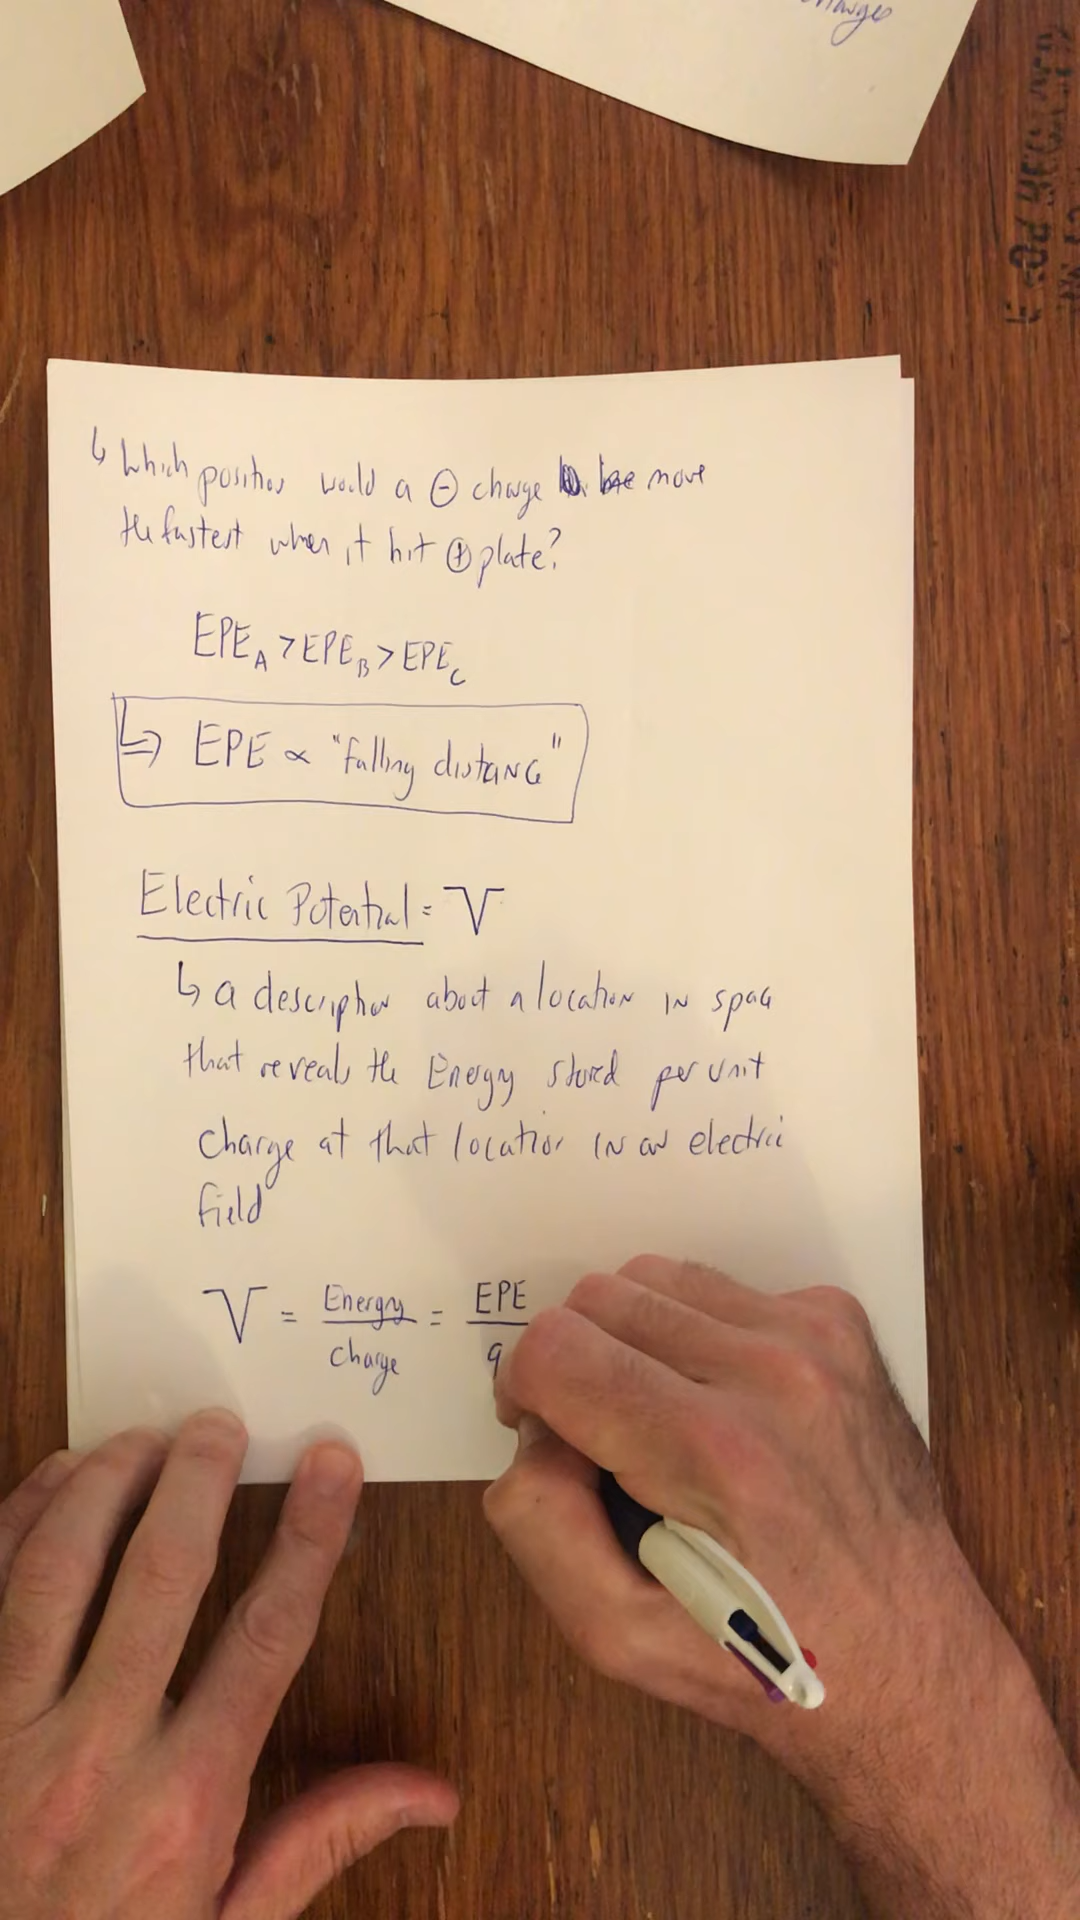 charge
↳ Which position would a ⊖ charge be move
the fastest when it hit ⊕ plate?
EPE_A > EPE_B > EPE_C
↳⇒ EPE ∝ "falling distance"
Electric Potential = V
↳ a description about a location in space
that reveals the Energy stored per unit
charge at that location in an electric
field
V = Energy/charge = EPE/q